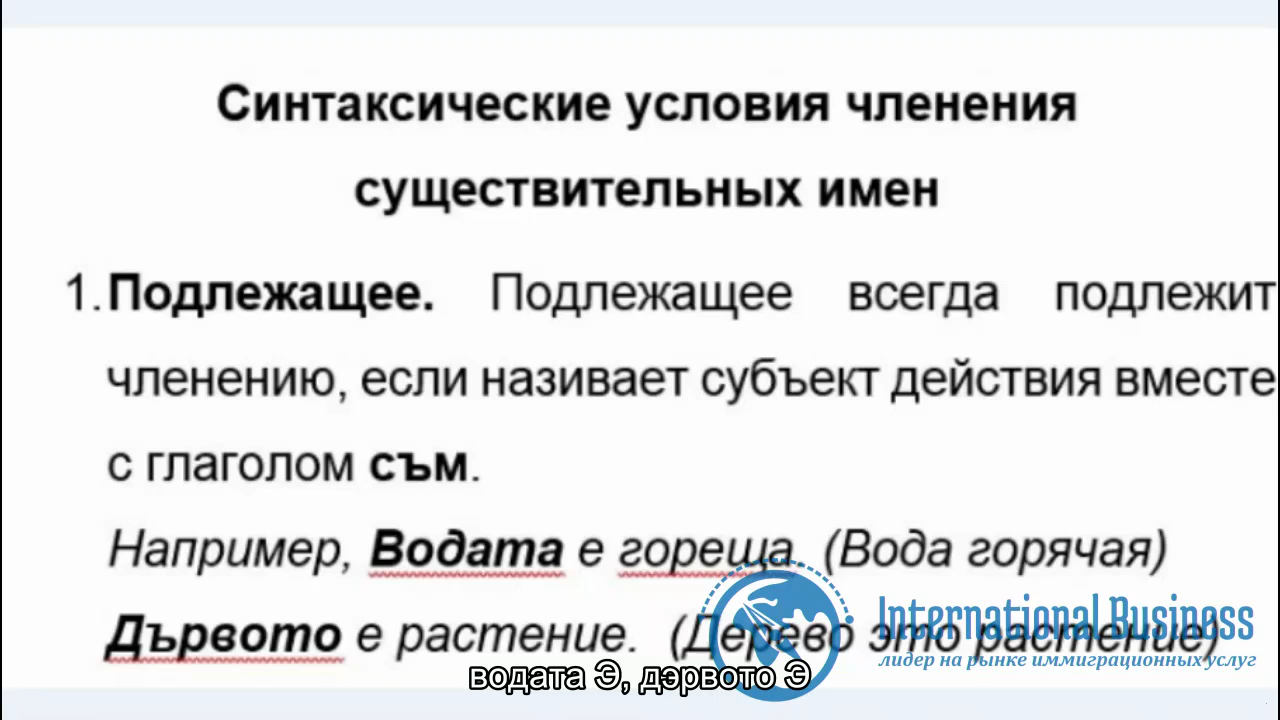 Синтаксические условия членения
существительных имен
1. Подлежащее. Подлежащее всегда подлежит
членению, если називает субъект действия вместе
с глаголом съм.
Например, Водата е гореща. (Вода горячая)
Дървото е растение. (Дерево это растение)
International Business
лидер на рынке иммиграционных услуг
водата Э, дэрвото Э